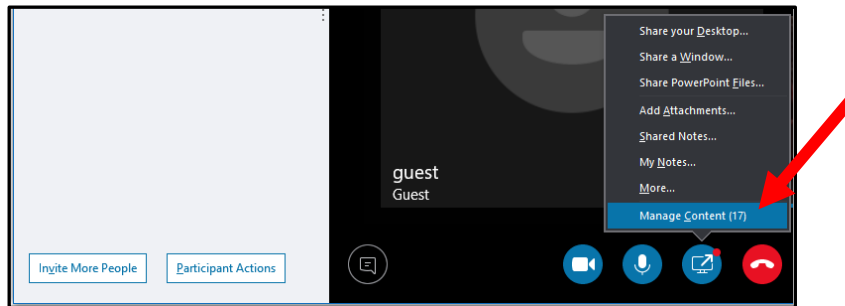 Share your Desktop...
Share a Window...
Share PowerPoint Files...
Add Attachments...
Shared Notes...
My Notes...
More...
Manage Content (17)
guest
Guest
Invite More People
Participant Actions